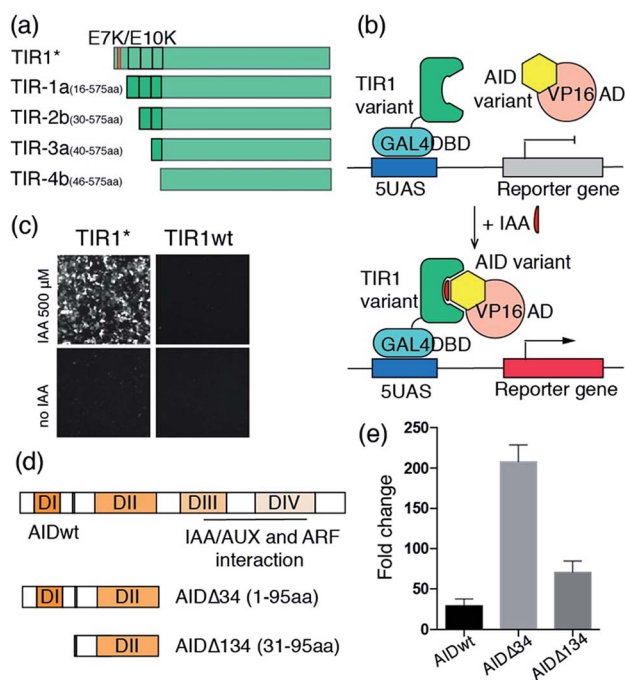 (a)
E7K/E10K
TIR1*
TIR-1a(16-575aa)
TIR-2b(30-575aa)
TIR-3a(40-575aa)
TIR-4b(46-575aa)
(b)
TIR1
variant
AID
variant
VP16 AD
GAL4DBD
5UAS
Reporter gene
+ IAA
AID variant
TIR1
variant
VP16 AD
GAL4DBD
5UAS
Reporter gene
(c)
TIR1*
TIR1wt
IAA 500 µM
no IAA
(d)
DI
DII
DIII
DIV
AIDwt
IAA/AUX and ARF
interaction
DI
DII
AIDΔ34 (1-95aa)
DII
AIDΔ134 (31-95aa)
(e)
Fold change
250
200
150
100
50
0
AIDwt
AIDΔ34
AIDΔ134